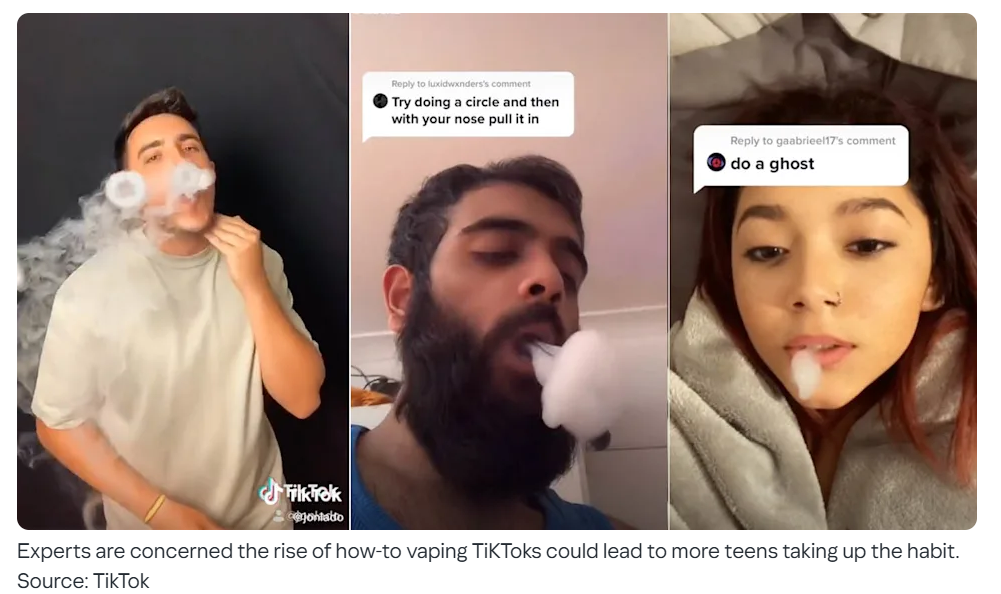 Reply to luxidwxnders's comment
Try doing a circle and then
with your nose pull it in
Reply to gaabrieel17's comment
do a ghost
TikTok
@jonlado
Experts are concerned the rise of how-to vaping TiKToks could lead to more teens taking up the habit.
Source: TikTok